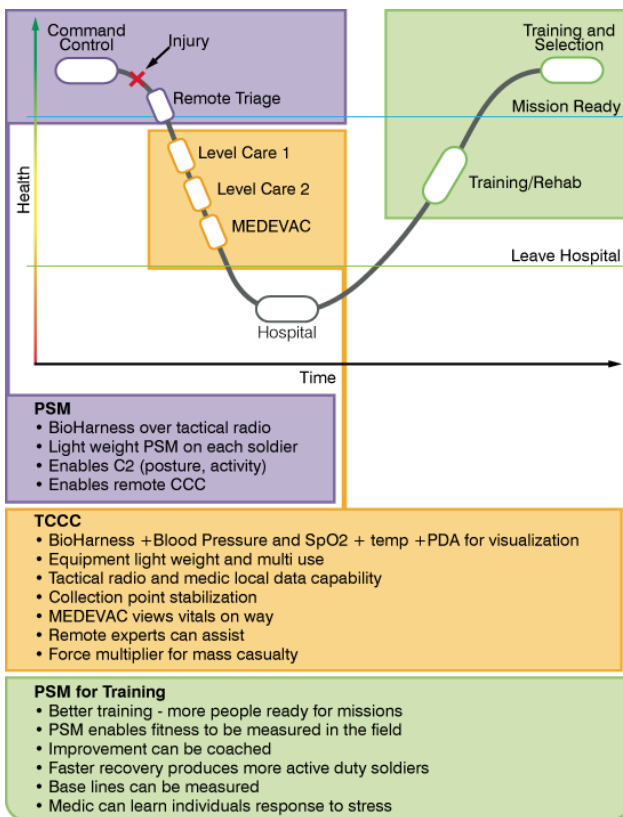 Command
Control
Injury
Training and
Selection
Remote Triage
Mission Ready
Level Care 1
Level Care 2
Training/Rehab
MEDEVAC
Health
Leave Hospital
Hospital
Time
PSM
• BioHarness over tactical radio
• Light weight PSM on each soldier
• Enables C2 (posture, activity)
• Enables remote CCC
TCCC
• BioHarness +Blood Pressure and SpO2 + temp +PDA for visualization
• Equipment light weight and multi use
• Tactical radio and medic local data capability
• Collection point stabilization
• MEDEVAC views vitals on way
• Remote experts can assist
• Force multiplier for mass casualty
PSM for Training
• Better training - more people ready for missions
• PSM enables fitness to be measured in the field
• Improvement can be coached
• Faster recovery produces more active duty soldiers
• Base lines can be measured
• Medic can learn individuals response to stress